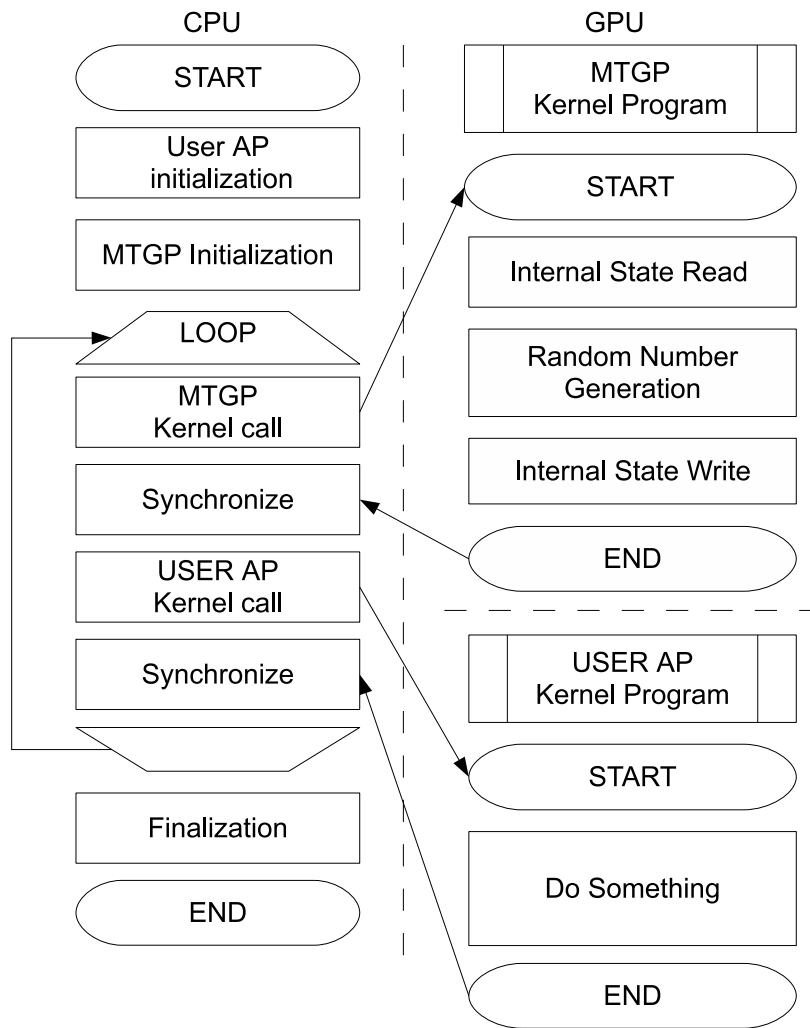 CPU
START
User AP
initialization
MTGP Initialization
LOOP
MTGP
Kernel call
Synchronize
USER AP
Kernel call
Synchronize
Finalization
END
GPU
MTGP
Kernel Program
START
Internal State Read
Random Number
Generation
Internal State Write
END
USER AP
Kernel Program
START
Do Something
END